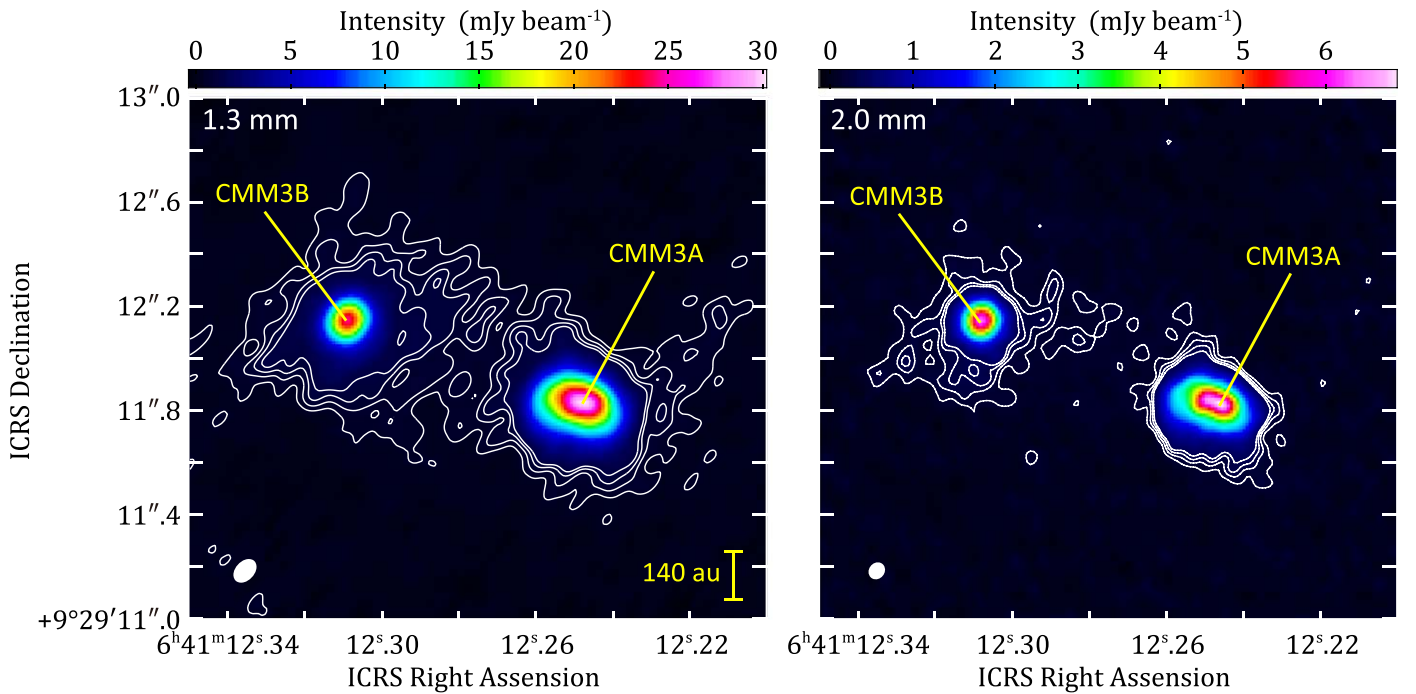 Intensity (mJy beam⁻¹)
0 5 10 15 20 25 30
Intensity (mJy beam⁻¹)
0 1 2 3 4 5 6
1.3 mm
CMM3B
CMM3A
140 au
2.0 mm
CMM3B
CMM3A
ICRS Declination
13″.0
12″.6
12″.2
11″.8
11″.4
+9°29′11″.0
6ʰ41ᵐ12ˢ.34 12ˢ.30 12ˢ.26 12ˢ.22
ICRS Right Assension
6ʰ41ᵐ12ˢ.34 12ˢ.30 12ˢ.26 12ˢ.22
ICRS Right Assension